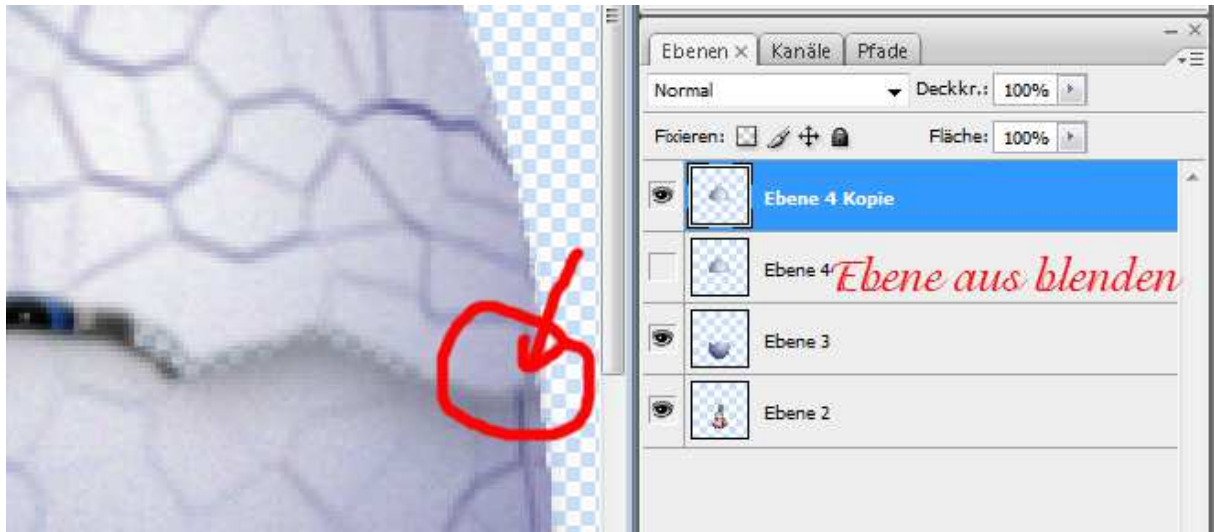 Ebenen × Kanäle Pfade
Normal Deckkr.: 100%
Fixieren: Fläche: 100%
Ebene 4 Kopie
Ebene 4 Ebene aus blenden
Ebene 3
Ebene 2